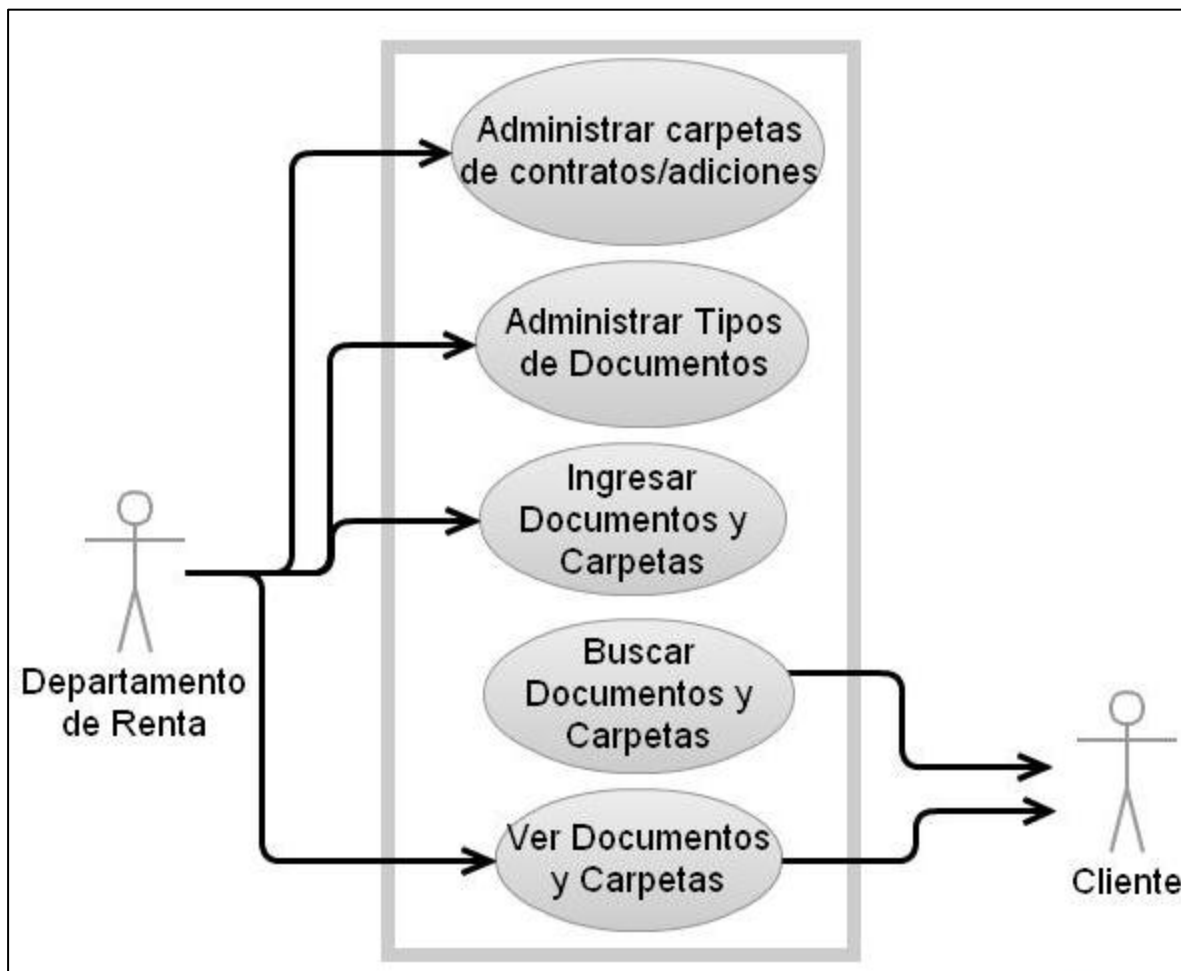 Administrar carpetas
de contratos/adiciones
Administrar Tipos
de Documentos
Ingresar
Documentos y
Carpetas
Buscar
Documentos y
Carpetas
Ver Documentos
y Carpetas
Departamento
de Renta
Cliente